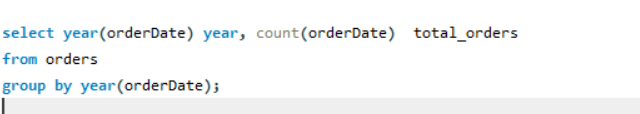 select year(orderDate) year, count(orderDate)  total_orders
from orders
group by year(orderDate);